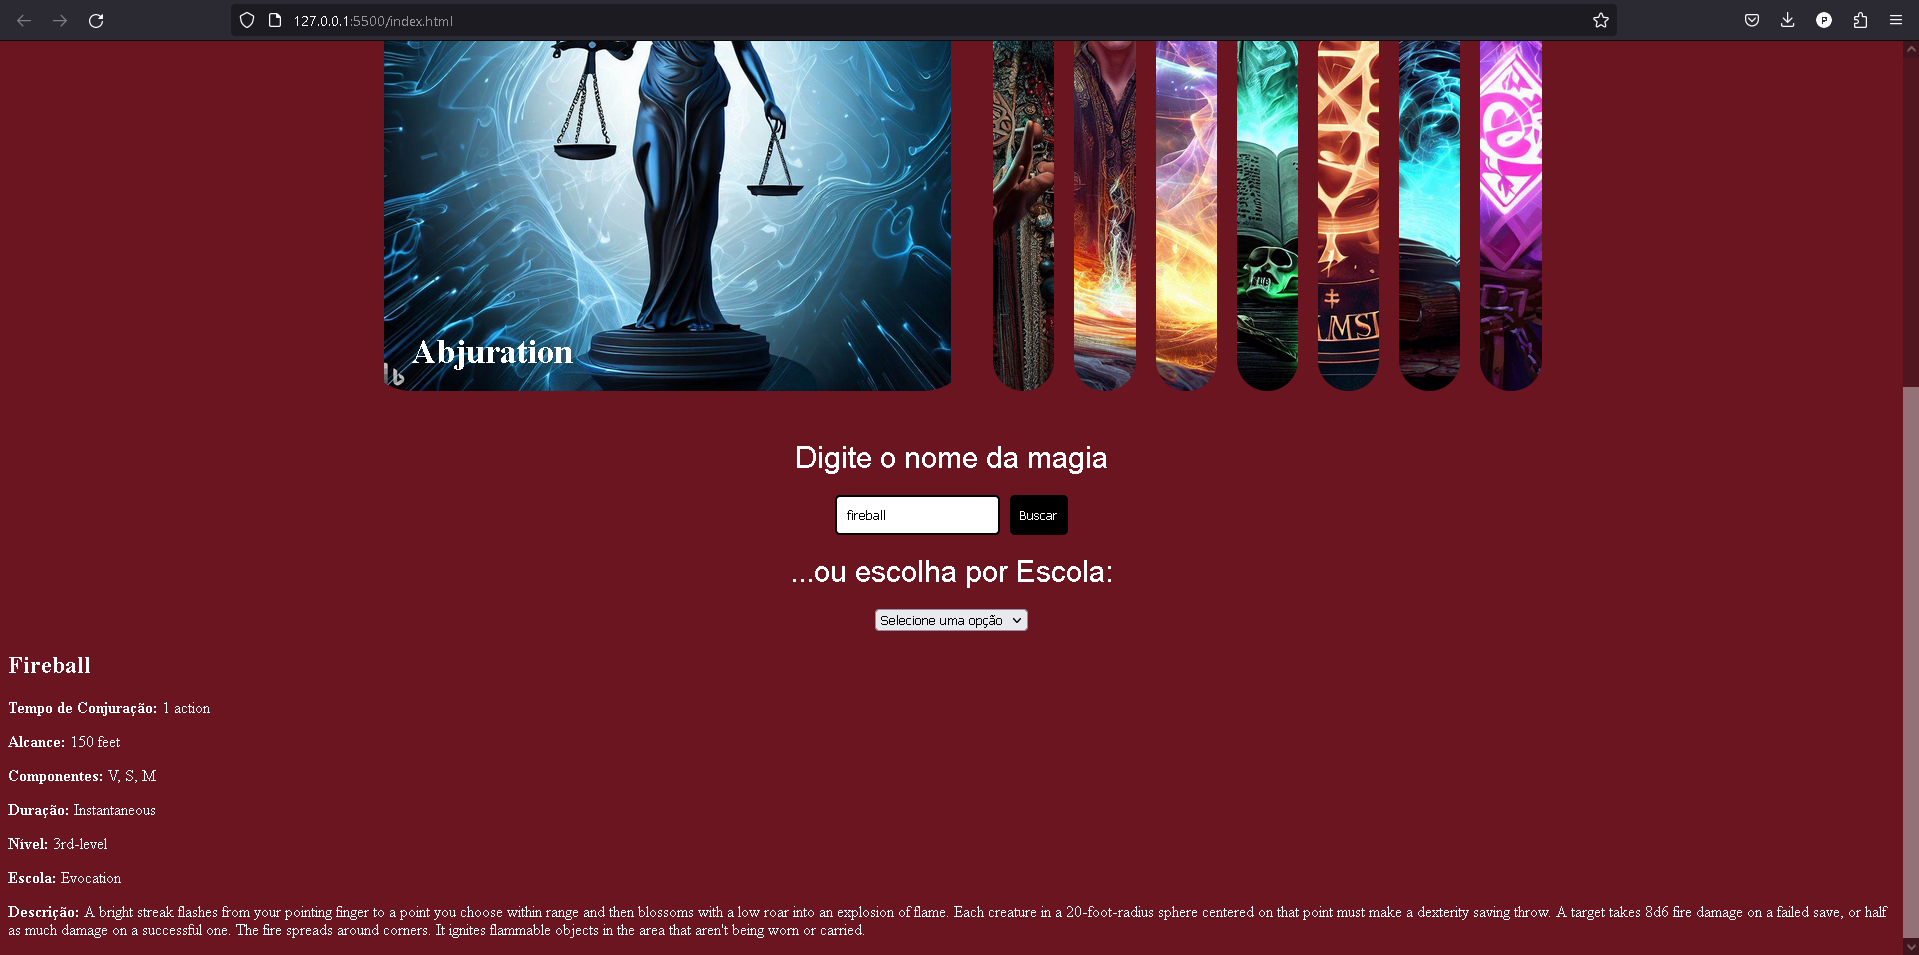 127.0.0.1:5500/index.html
P
AMSI
Abjuration
b
Digite o nome da magia
fireball
Buscar
...ou escolha por Escola:
Selecione uma opção
Fireball
Tempo de Conjuração: 1 action
Alcance: 150 feet
Componentes: V, S, M
Duração: Instantaneous
Nível: 3rd-level
Escola: Evocation
Descrição: A bright streak flashes from your pointing finger to a point you choose within range and then blossoms with a low roar into an explosion of flame. Each creature in a 20-foot-radius sphere centered on that point must make a dexterity saving throw. A target takes 8d6 fire damage on a failed save, or half
as much damage on a successful one. The fire spreads around corners. It ignites flammable objects in the area that aren't being worn or carried.